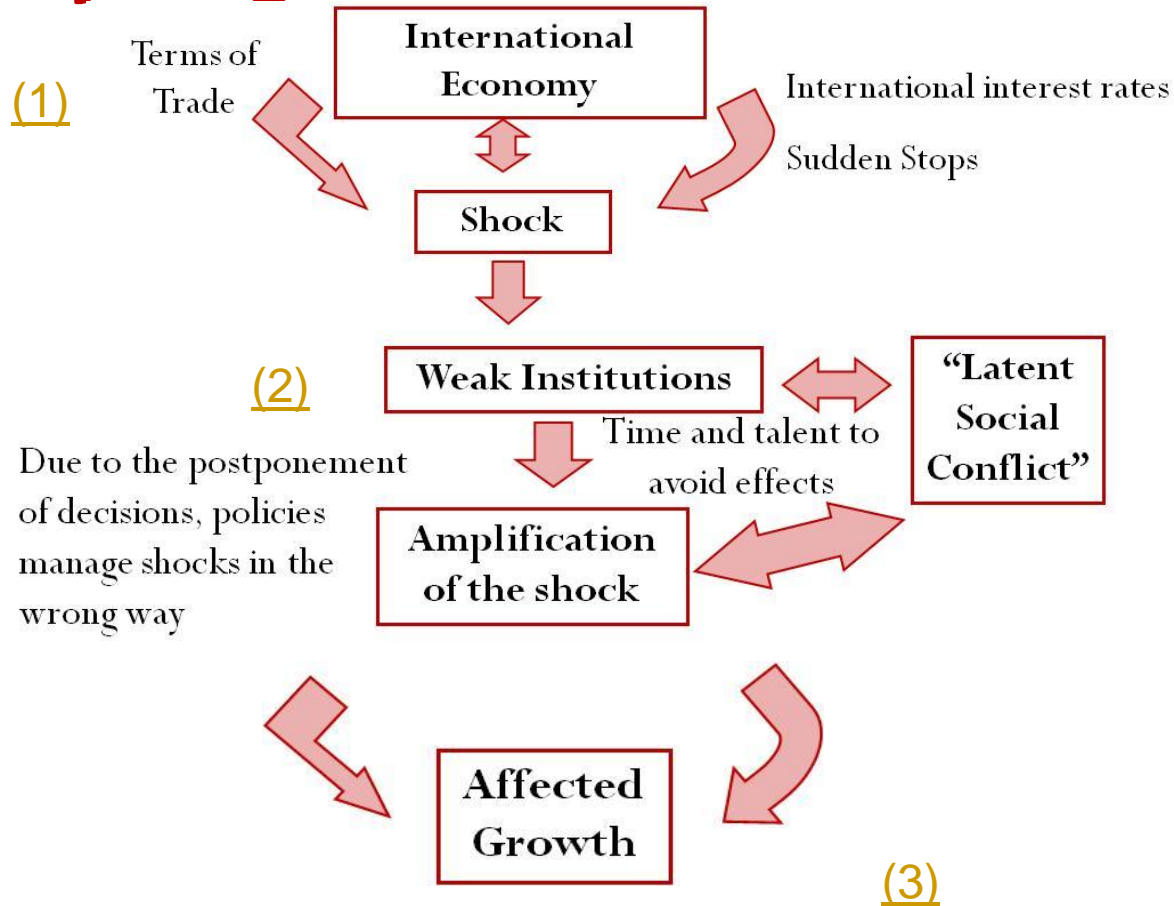 International
Economy
Terms of
Trade
(1)
International interest rates
Sudden Stops
Shock
(2)
Weak Institutions
“Latent
Social
Conflict”
Time and talent to
avoid effects
Due to the postponement
of decisions, policies
manage shocks in the
wrong way
Amplification
of the shock
Affected
Growth
(3)